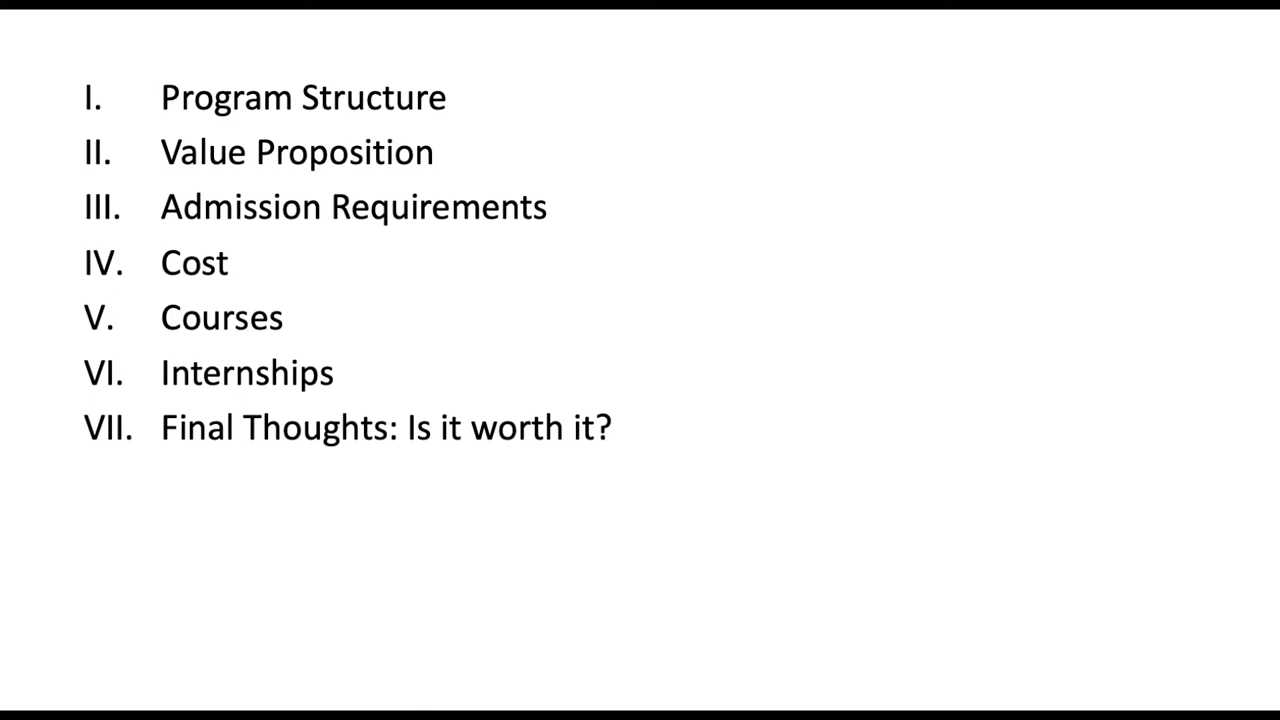 I. Program Structure
II. Value Proposition
III. Admission Requirements
IV. Cost
V. Courses
VI. Internships
VII. Final Thoughts: Is it worth it?